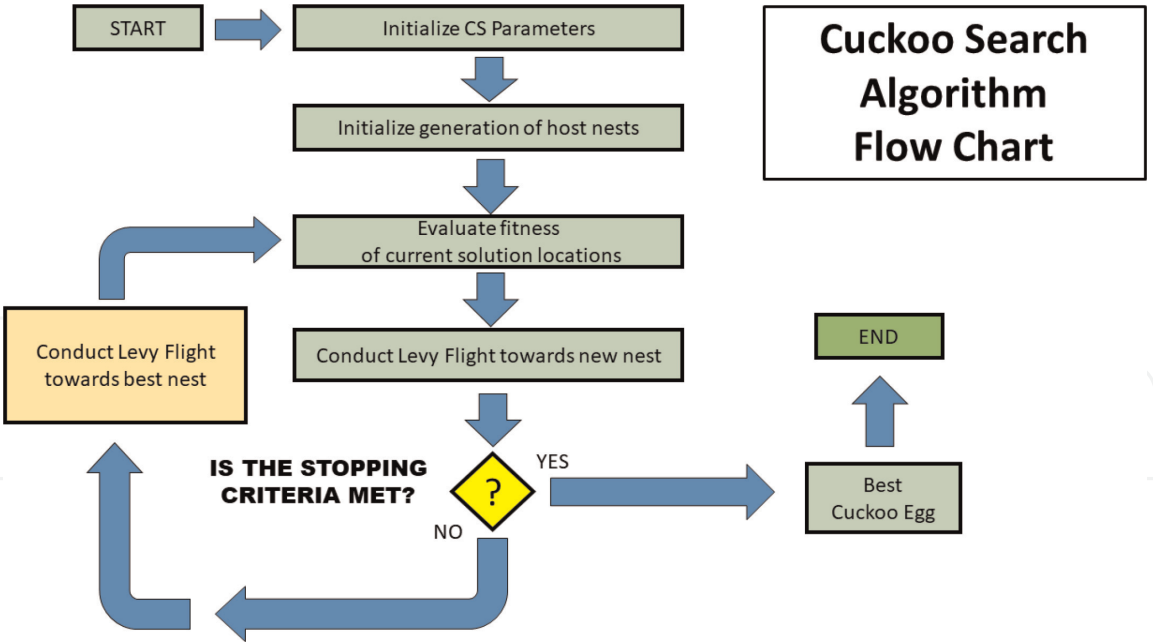 START
Initialize CS Parameters
Cuckoo Search
Algorithm
Flow Chart
Initialize generation of host nests
Evaluate fitness
of current solution locations
Conduct Levy Flight
towards best nest
Conduct Levy Flight towards new nest
END
IS THE STOPPING
CRITERIA MET?
?
YES
NO
Best
Cuckoo Egg